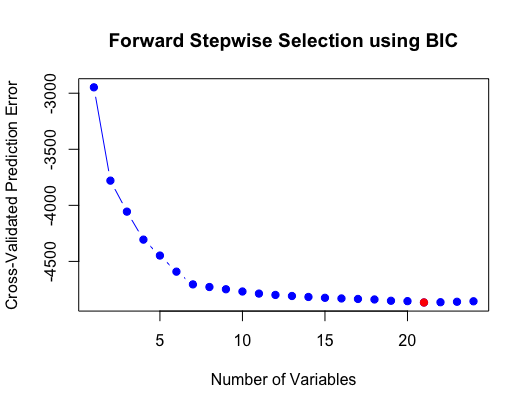 Forward Stepwise Selection using BIC
Cross-Validated Prediction Error
-3000
-3500
-4000
-4500
5 10 15 20
Number of Variables